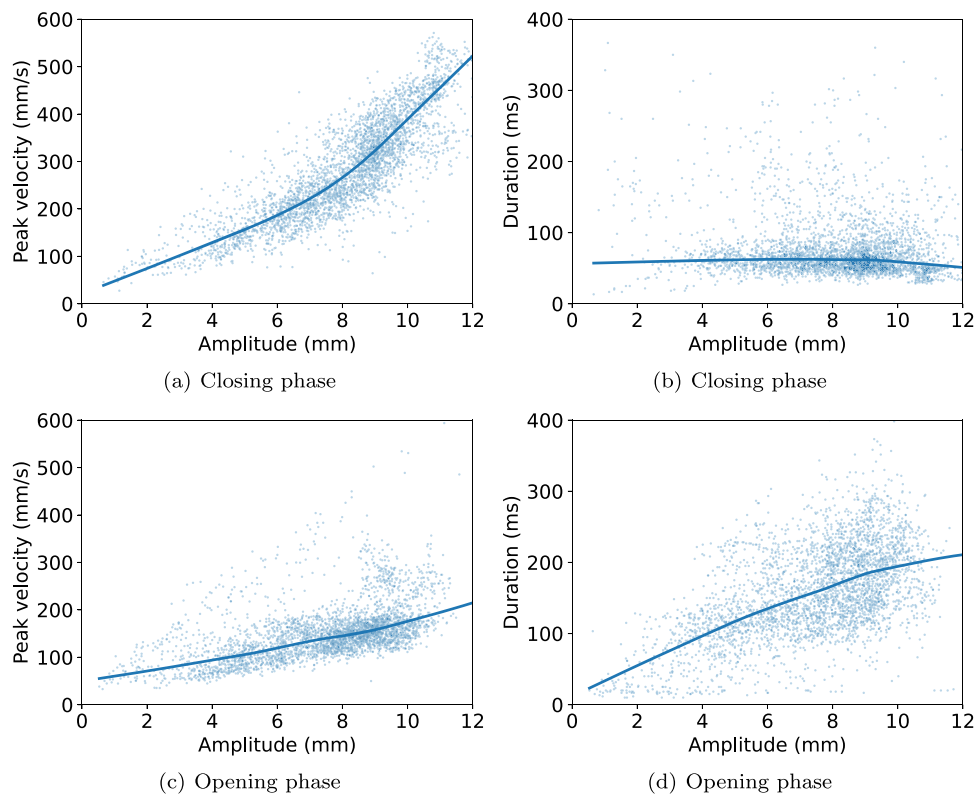 600
500
400
300
200
100
0
Peak velocity (mm/s)
0 2 4 6 8 10 12
Amplitude (mm)
(a) Closing phase
400
300
200
100
0
Duration (ms)
0 2 4 6 8 10 12
Amplitude (mm)
(b) Closing phase
600
500
400
300
200
100
0
Peak velocity (mm/s)
0 2 4 6 8 10 12
Amplitude (mm)
(c) Opening phase
400
300
200
100
0
Duration (ms)
0 2 4 6 8 10 12
Amplitude (mm)
(d) Opening phase